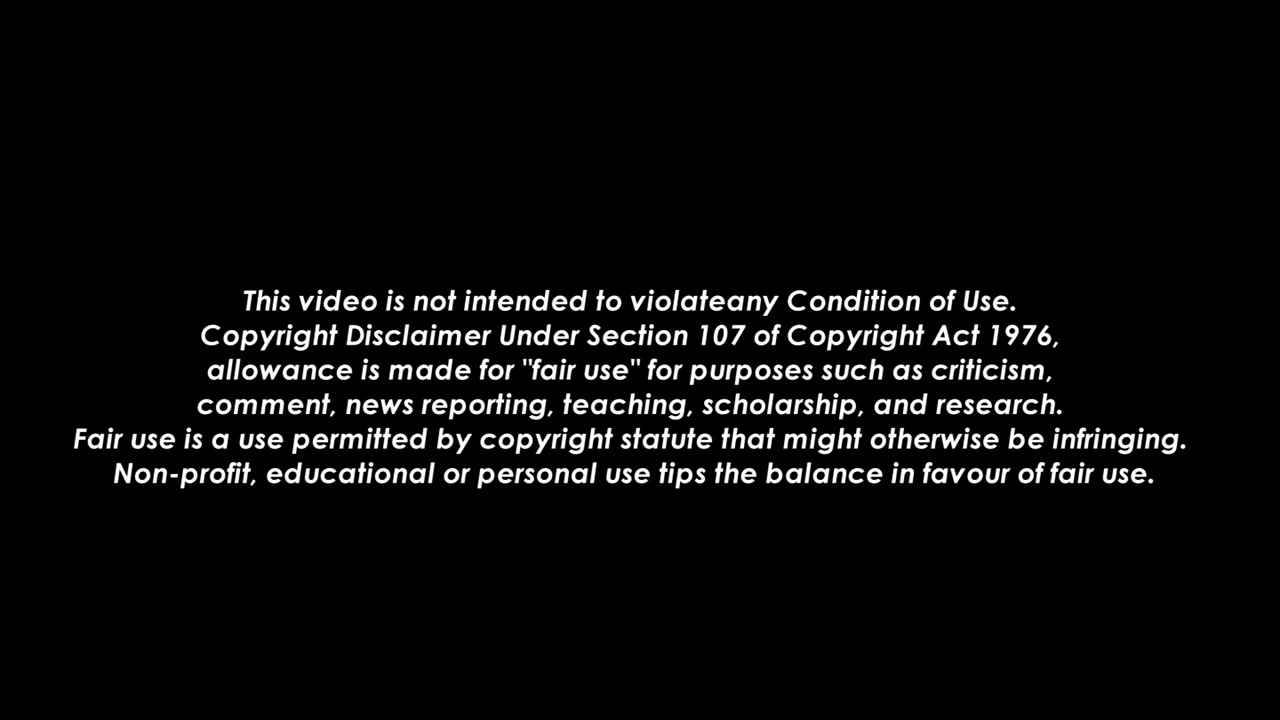 This video is not intended to violateany Condition of Use.
Copyright Disclaimer Under Section 107 of Copyright Act 1976,
allowance is made for "fair use" for purposes such as criticism,
comment, news reporting, teaching, scholarship, and research.
Fair use is a use permitted by copyright statute that might otherwise be infringing.
Non-profit, educational or personal use tips the balance in favour of fair use.